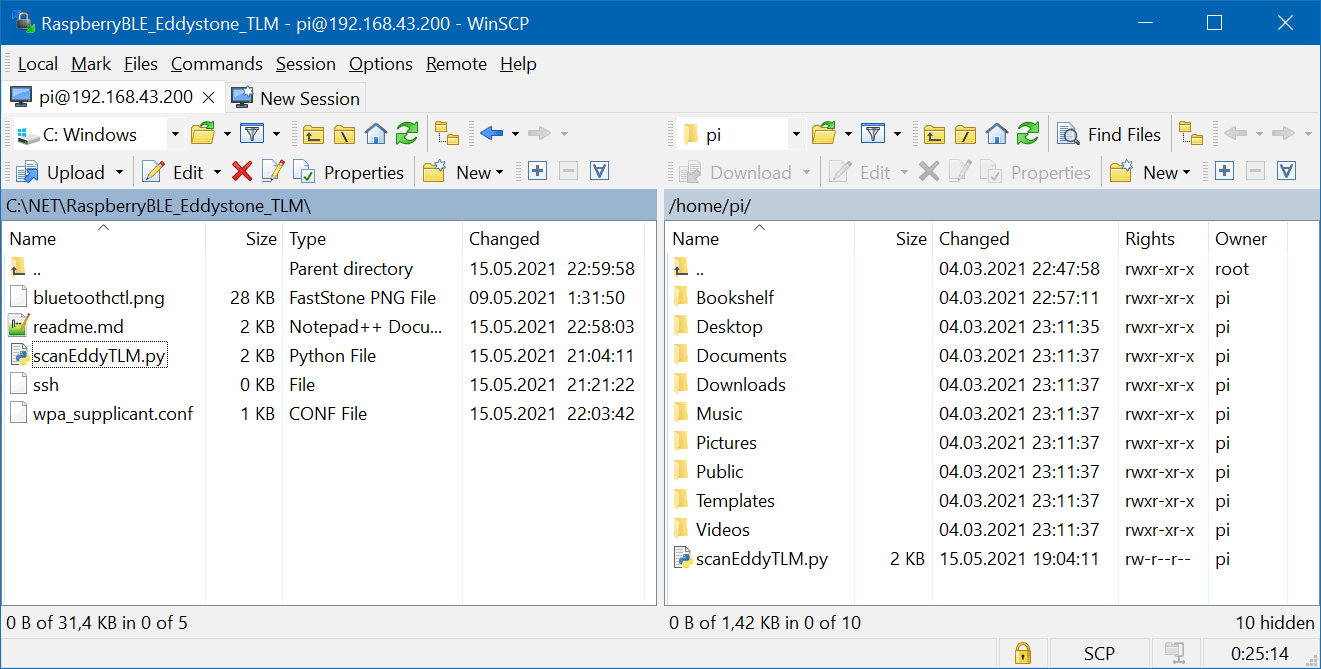 RaspberryBLE_Eddystone_TLM - pi@192.168.43.200 - WinSCP
Local Mark Files Commands Session Options Remote Help
pi@192.168.43.200 New Session
C: Windows
pi Find Files
Upload Edit Properties New
Download Edit Properties New
C:\NET\RaspberryBLE_Eddystone_TLM\
Name Size Type Changed
.. Parent directory 15.05.2021 22:59:58
bluetoothctl.png 28 KB FastStone PNG File 09.05.2021 1:31:50
readme.md 2 KB Notepad++ Docu... 15.05.2021 22:58:03
scanEddyTLM.py 2 KB Python File 15.05.2021 21:04:11
ssh 0 KB File 15.05.2021 21:21:22
wpa_supplicant.conf 1 KB CONF File 15.05.2021 22:03:42
0 B of 31,4 KB in 0 of 5
/home/pi/
Name Size Changed Rights Owner
.. 04.03.2021 22:47:58 rwxr-xr-x root
Bookshelf 04.03.2021 22:57:11 rwxr-xr-x pi
Desktop 04.03.2021 23:11:35 rwxr-xr-x pi
Documents 04.03.2021 23:11:37 rwxr-xr-x pi
Downloads 04.03.2021 23:11:37 rwxr-xr-x pi
Music 04.03.2021 23:11:37 rwxr-xr-x pi
Pictures 04.03.2021 23:11:37 rwxr-xr-x pi
Public 04.03.2021 23:11:37 rwxr-xr-x pi
Templates 04.03.2021 23:11:37 rwxr-xr-x pi
Videos 04.03.2021 23:11:37 rwxr-xr-x pi
scanEddyTLM.py 2 KB 15.05.2021 19:04:11 rw-r--r-- pi
0 B of 1,42 KB in 0 of 10 10 hidden
SCP 0:25:14